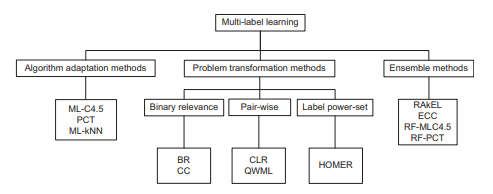 Multi-label learning
Algorithm adaptation methods
Problem transformation methods
Ensemble methods
ML-C4.5
PCT
ML-kNN
Binary relevance
Pair-wise
Label power-set
RAkEL
ECC
RF-MLC4.5
RF-PCT
BR
CC
CLR
QWML
HOMER